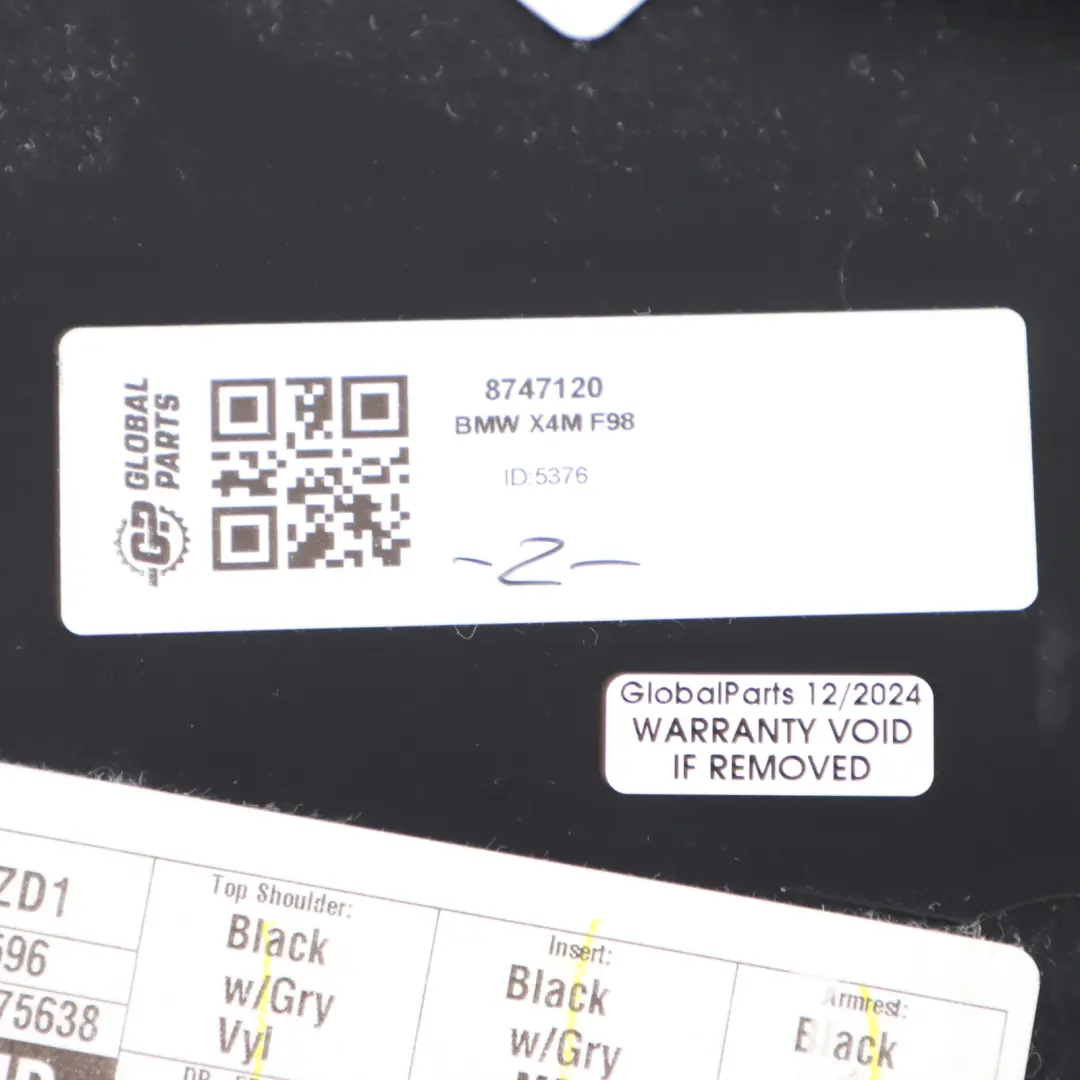 GLOBAL
PARTS
GP
8747120
BMW X4M F98
ID:5376
-2-
GlobalParts 12/2024
WARRANTY VOID
IF REMOVED
ZD1
596
75638
Top Shoulder:
Black
w/Gry
Vyl
Insert:
Black
w/Gry
Armrest:
Black